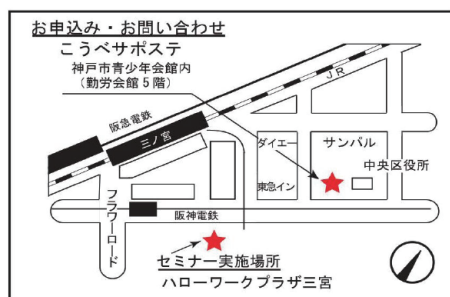 お申込み・お問い合わせ
こうべサポステ
神戸市青少年会館内
（勤労会館５階）
阪急電鉄
JR
三ノ宮
ダイエー
サンバル
中央区役所
東急イン
フラワーロード
阪神電鉄
セミナー実施場所
ハローワークプラザ三宮